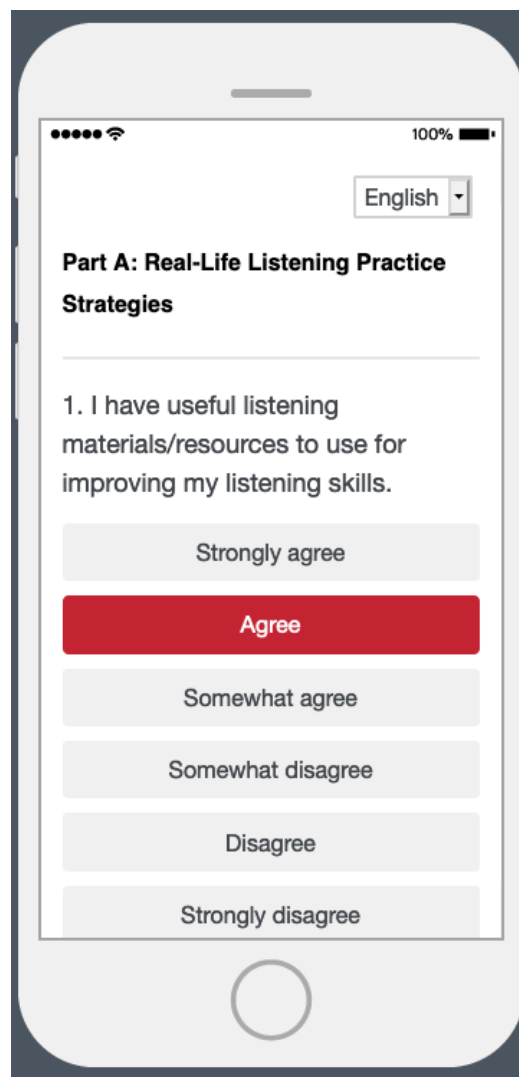 100%
English
Part A: Real-Life Listening Practice
Strategies
1. I have useful listening
materials/resources to use for
improving my listening skills.
Strongly agree
Agree
Somewhat agree
Somewhat disagree
Disagree
Strongly disagree